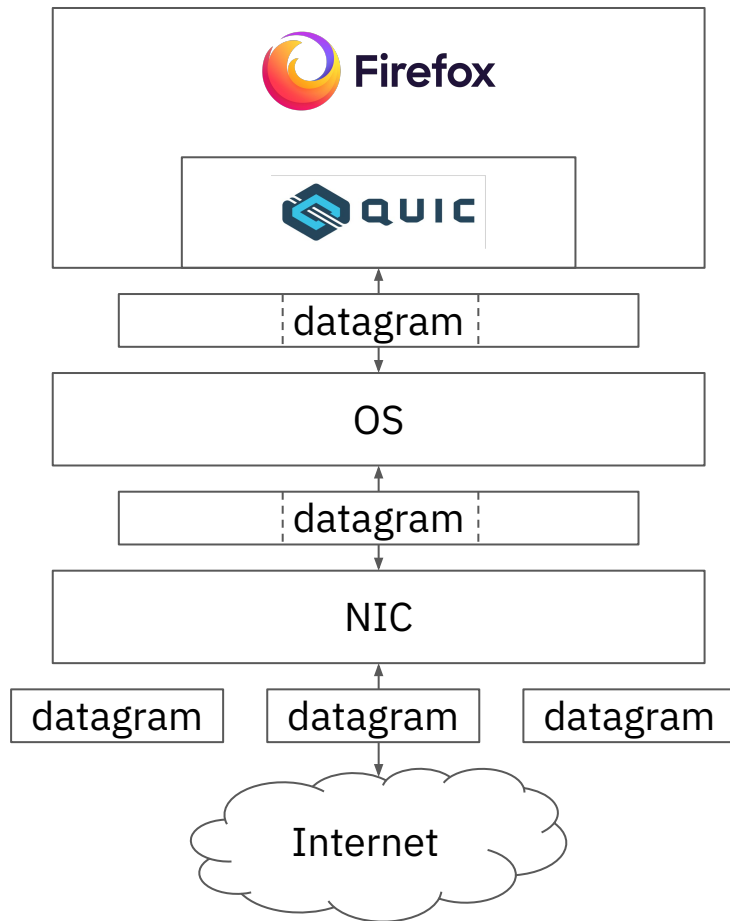 Firefox
QUIC
datagram
OS
datagram
NIC
datagram datagram datagram
Internet